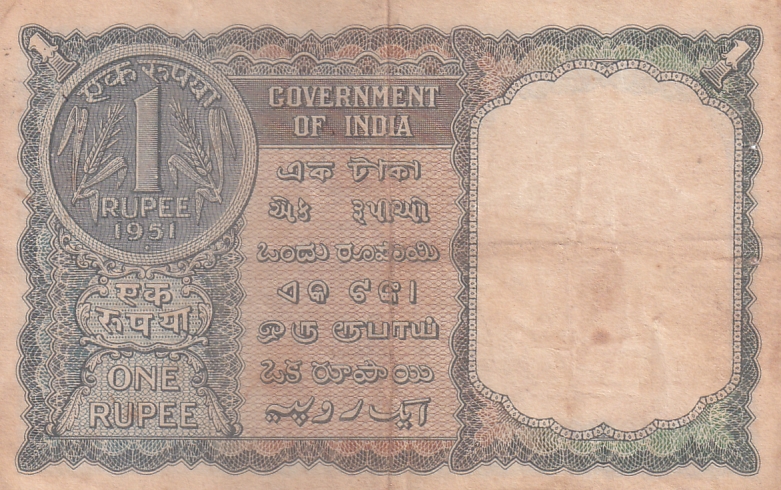 एक रुपया
1
RUPEE
1951
एक
रुपया
ONE
RUPEE
GOVERNMENT
OF INDIA
এক টাকা
એક રૂપીઓ
ಒಂದು ರೂಪಾಯಿ
ଏକ ଟଙ୍କା
ஒரு ரூபாய்
ఒక రూపాయి
ایک روپیہ